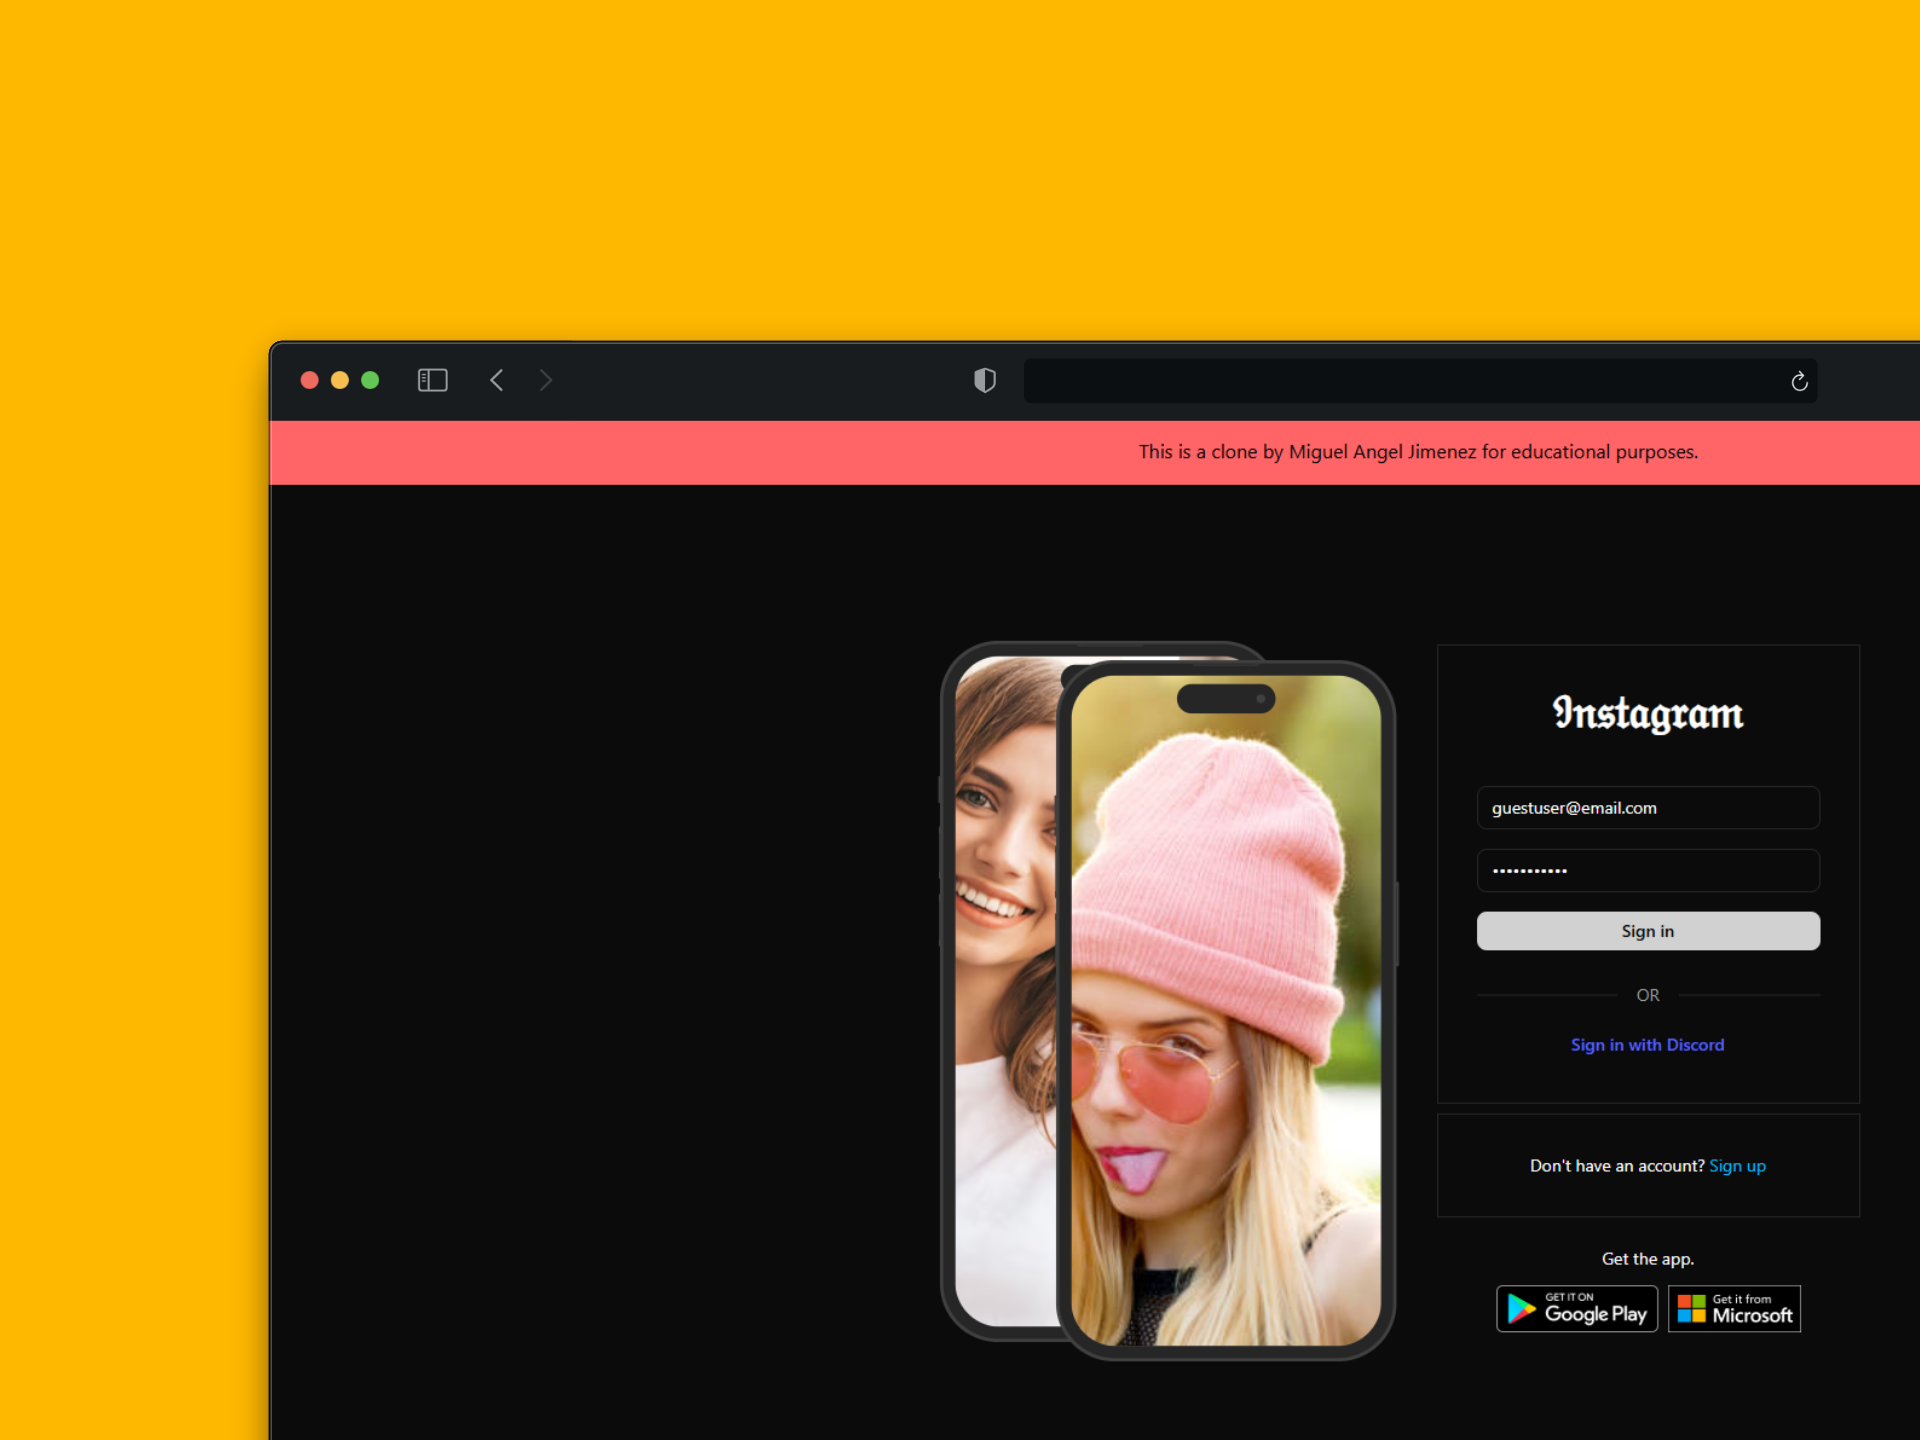 This is a clone by Miguel Angel Jimenez for educational purposes.
Instagram
guestuser@email.com
•••••••••••
Sign in
OR
Sign in with Discord
Don't have an account? Sign up
Get the app.
GET IT ON
Google Play
Get it from
Microsoft